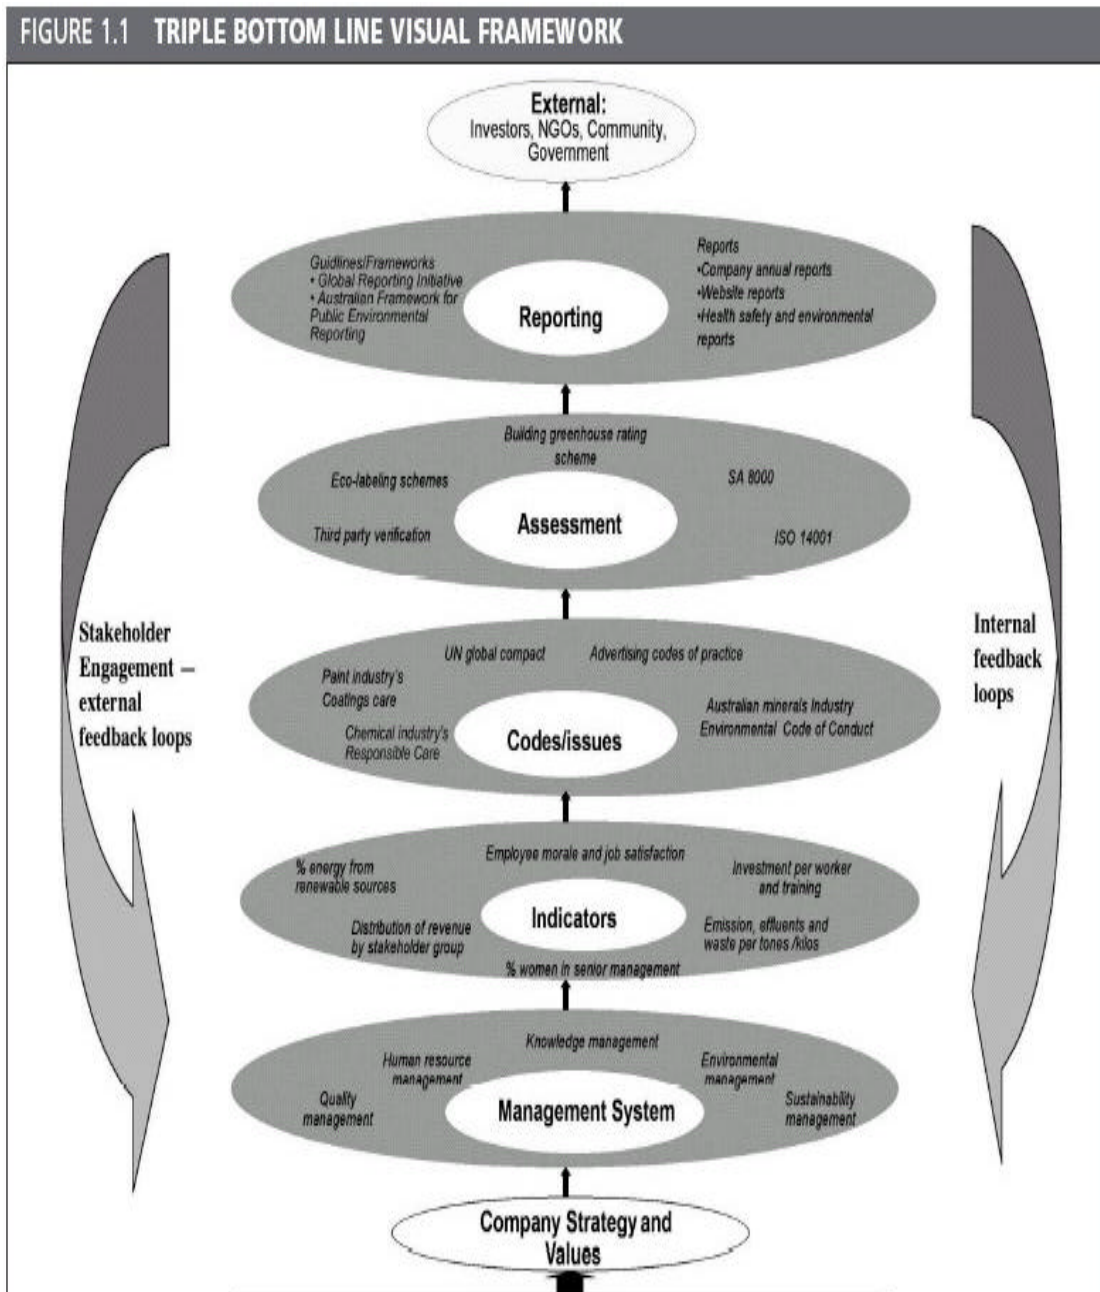 FIGURE 1.1 TRIPLE BOTTOM LINE VISUAL FRAMEWORK
External:
Investors, NGOs, Community,
Government
Guidlines/Frameworks
• Global Reporting Initiative
• Australian Framework for
Public Environmental
Reporting
Reporting
Reports
•Company annual reports
•Website reports
•Health safety and environmental
reports
Building greenhouse rating
scheme
Eco-labeling schemes
SA 8000
Assessment
Third party verification
ISO 14001
Stakeholder
Engagement —
external
feedback loops
Internal
feedback
loops
UN global compact
Advertising codes of practice
Paint industry's
Coatings care
Chemical industry's
Responsible Care
Codes/issues
Australian minerals Industry
Environmental Code of Conduct
Employee morale and job satisfaction
% energy from
renewable sources
Investment per worker
and training
Distribution of revenue
by stakeholder group
Indicators
Emission, effluents and
waste per tones /kilos
% women in senior management
Knowledge management
Human resource
management
Environmental
management
Quality
management
Management System
Sustainability
management
Company Strategy and
Values